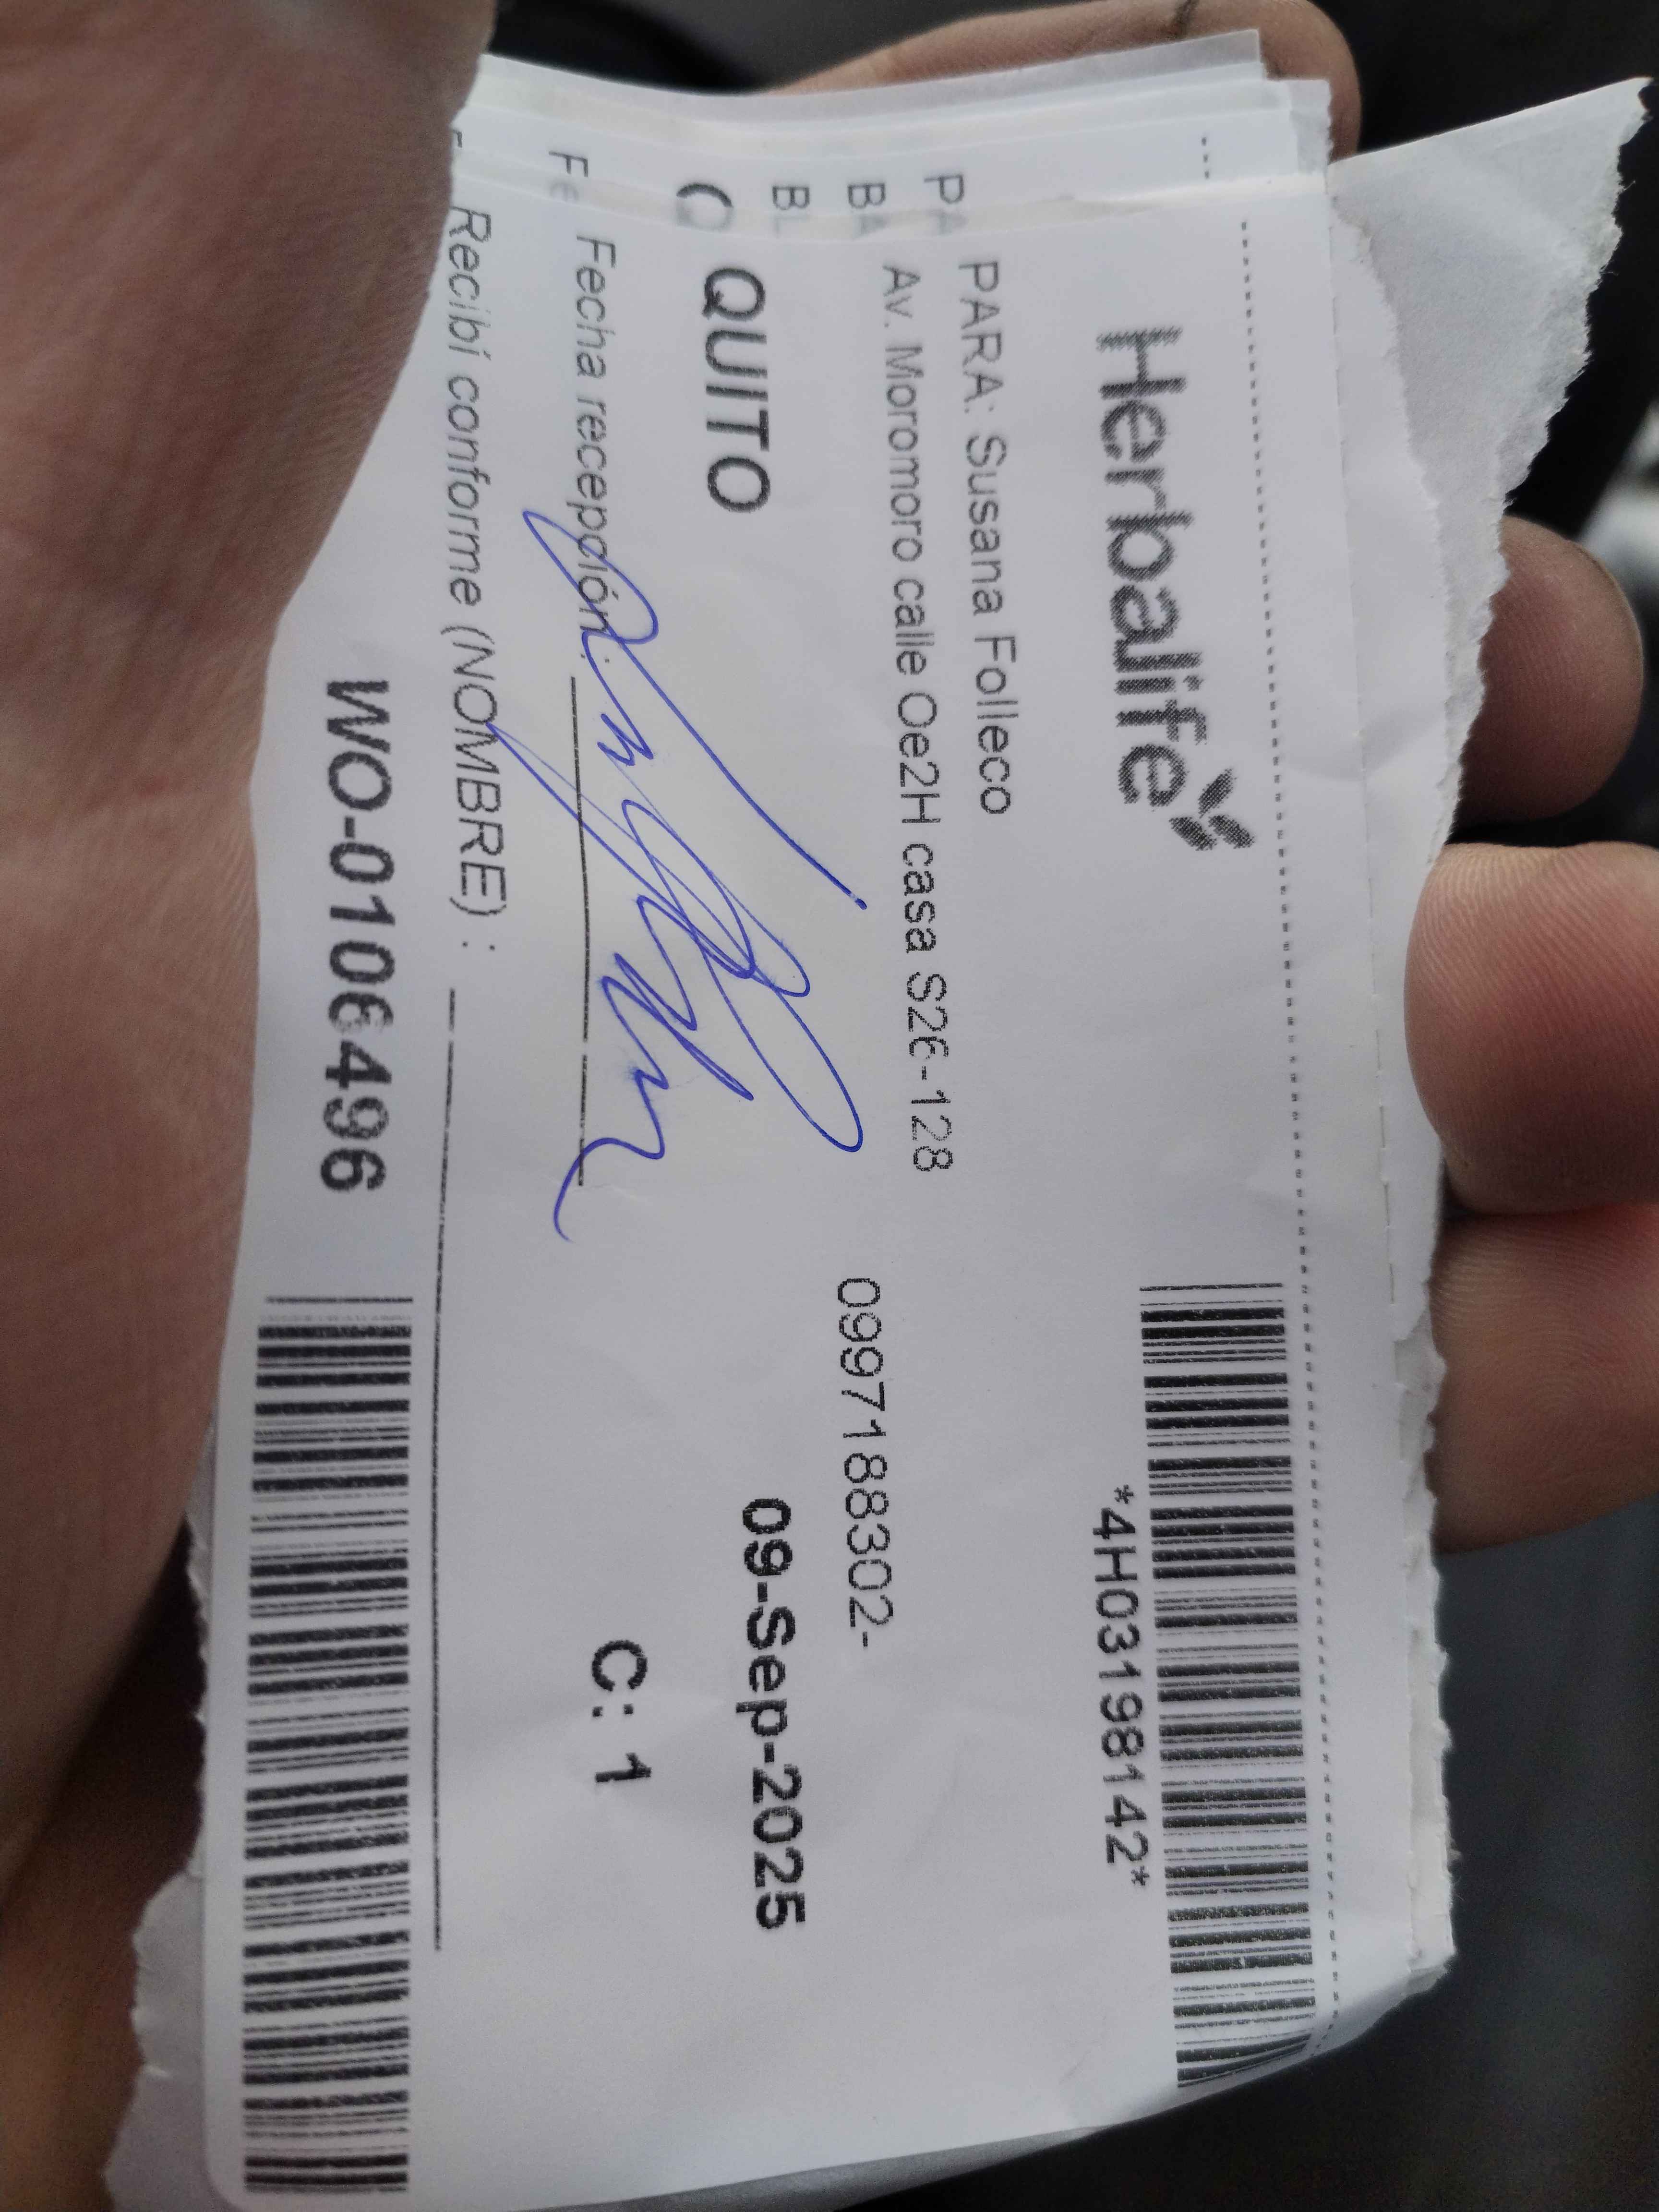 Herbalife
*4H03198142*
PARA: Susana Folleco
Av. Moromoro calle Oe2H casa S26-128
0997188302-
QUITO
09-Sep-2025
Fecha recepción:
C: 1
Recibí conforme (NOMBRE) :
WO-0106496